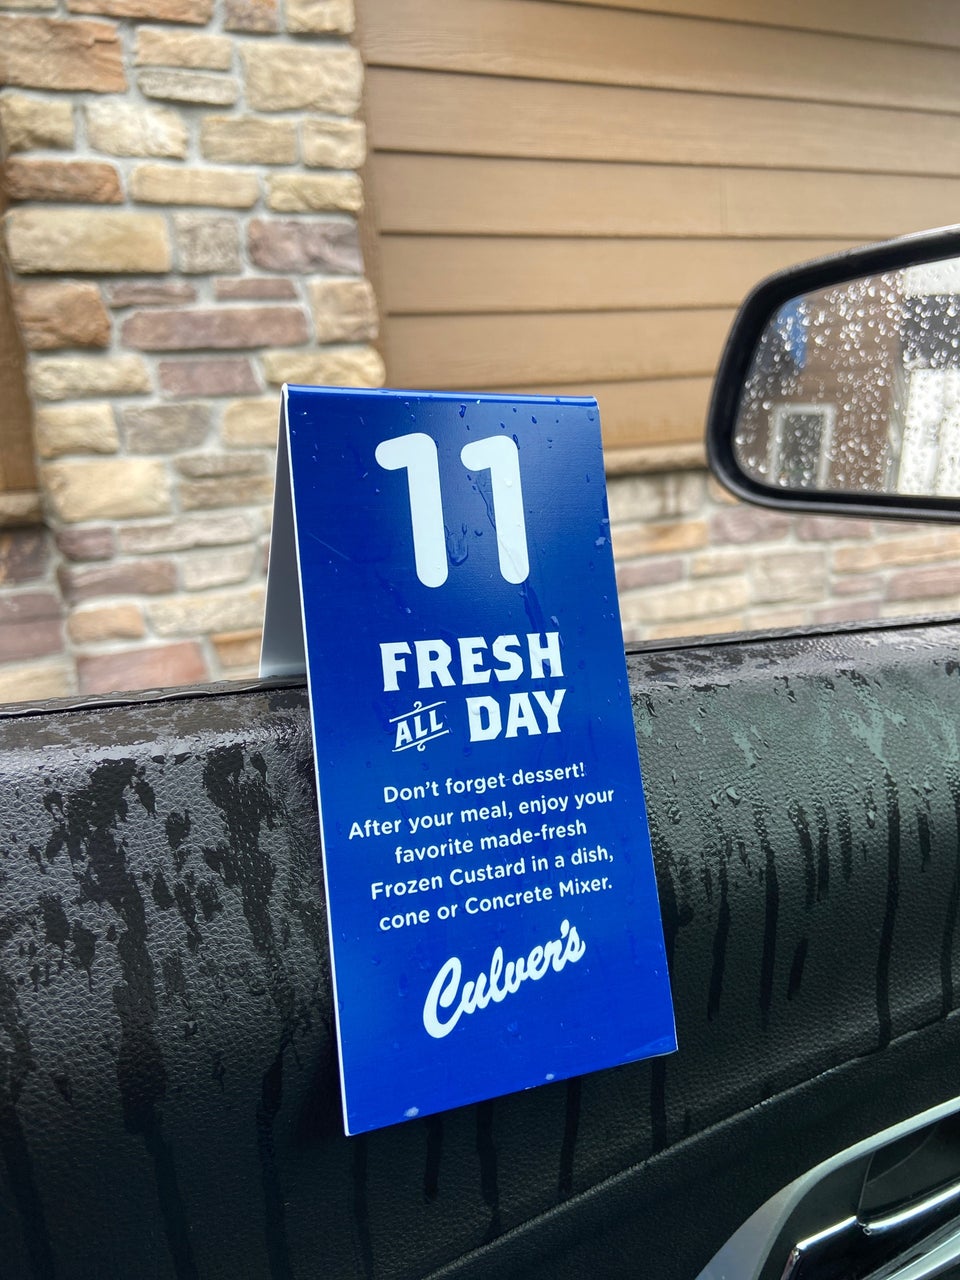 11
FRESH
ALL DAY
Don't forget dessert!
After your meal, enjoy your
favorite made-fresh
Frozen Custard in a dish,
cone or Concrete Mixer.
Culver's